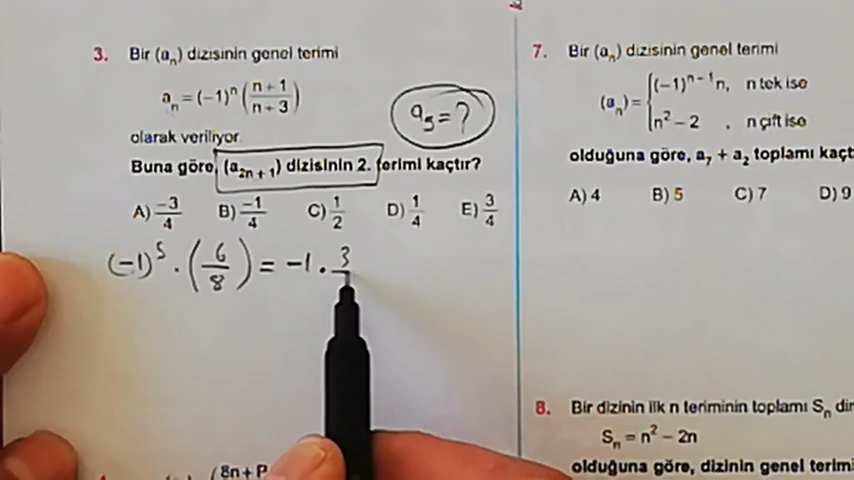 3. Bir (aₙ) dizisinin genel terimi
aₙ = (-1)ⁿ (n + 1 / n + 3)
olarak veriliyor.
Buna göre, (a₂ₙ₊₁) dizisinin 2. terimi kaçtır?
A) -3/4 B) -1/4 C) 1/2 D) 1/4 E) 3/4
a₅ = ?
(-1)⁵ · (6/8) = -1 · 3
8n + P
7. Bir (aₙ) dizisinin genel terimi
(aₙ) = { (-1)ⁿ⁻¹ n, n tek ise
n² - 2 , n çift ise
olduğuna göre, a₇ + a₂ toplamı kaçt
A) 4 B) 5 C) 7 D) 9
8. Bir dizinin ilk n teriminin toplamı Sₙ dir
Sₙ = n² - 2n
olduğuna göre, dizinin genel terimi